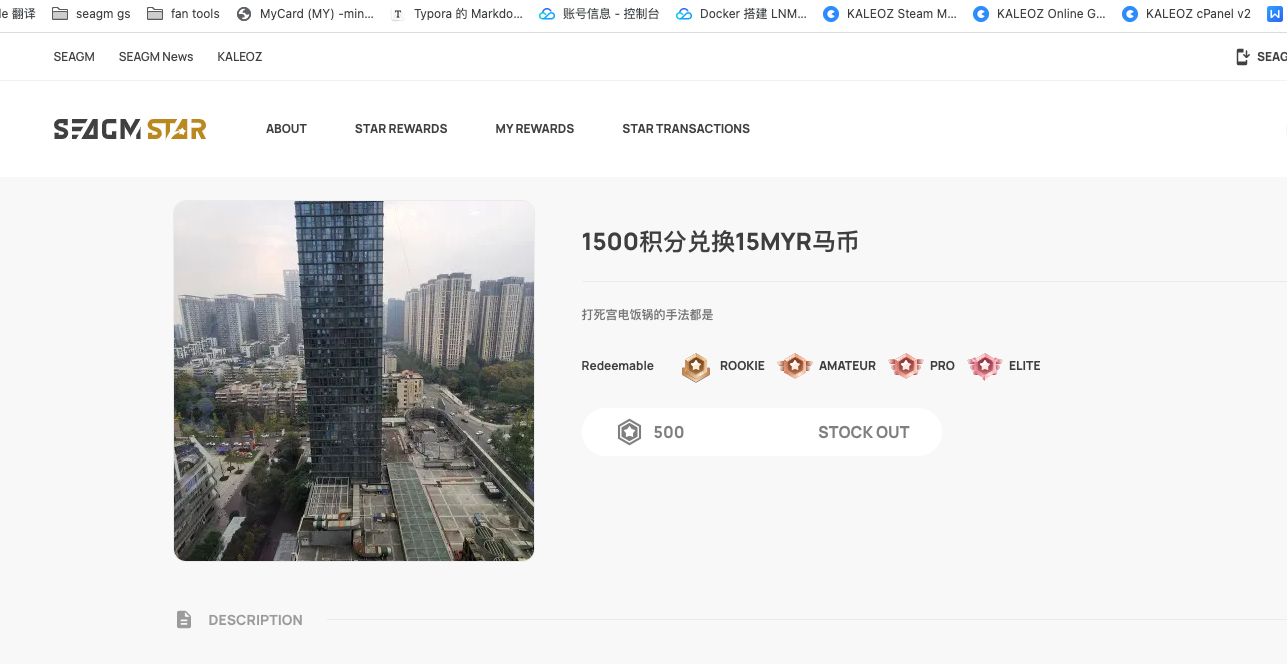 le 翻译 seagm gs fan tools MyCard (MY) -min... Typora 的 Markdo... 账号信息 - 控制台 Docker 搭建 LNM... KALEOZ Steam M... KALEOZ Online G... KALEOZ cPanel v2
SEAGM SEAGM News KALEOZ SEAG
SEAGM STAR ABOUT STAR REWARDS MY REWARDS STAR TRANSACTIONS
1500积分兑换15MYR马币
打死宫电饭锅的手法都是
Redeemable ROOKIE AMATEUR PRO ELITE
500 STOCK OUT
DESCRIPTION